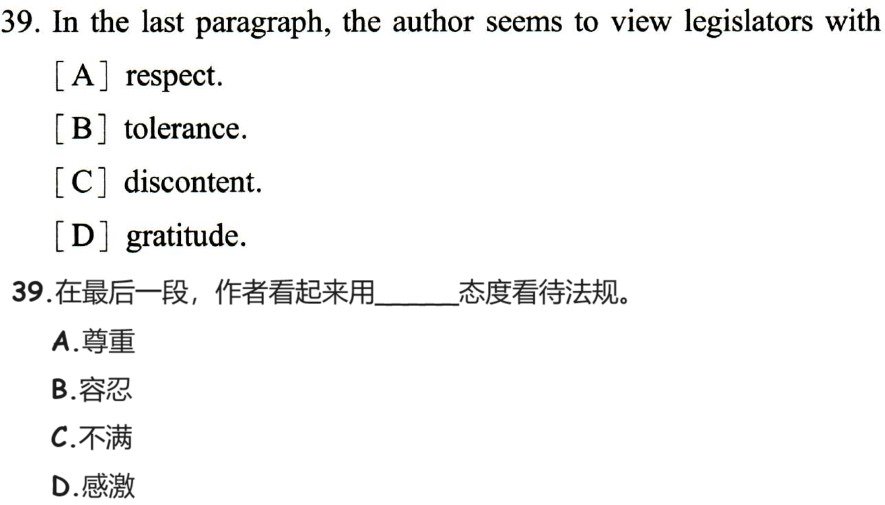 39. In the last paragraph, the author seems to view legislators with
[A] respect.
[B] tolerance.
[C] discontent.
[D] gratitude.
39.在最后一段，作者看起来用______态度看待法规。
A.尊重
B.容忍
C.不满
D.感激